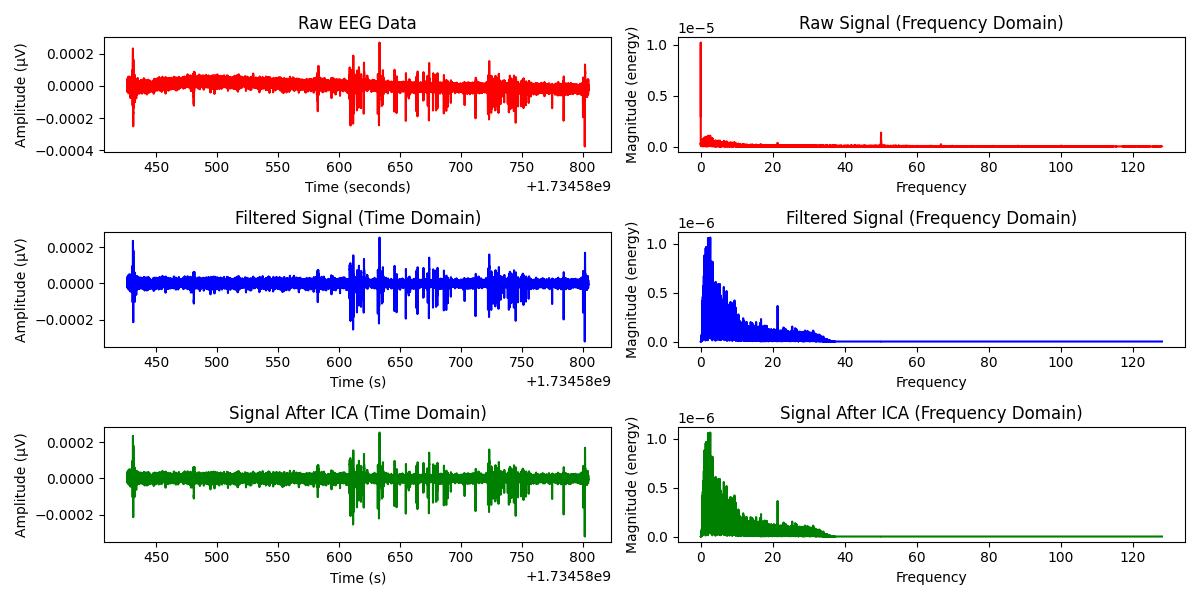 Raw EEG Data
Amplitude (μV)
0.0002
0.0000
−0.0002
−0.0004
450 500 550 600 650 700 750 800
Time (seconds)
+1.73458e9
Raw Signal (Frequency Domain)
1e−5
Magnitude (energy)
1.0
0.5
0.0
0 20 40 60 80 100 120
Frequency
Filtered Signal (Time Domain)
Amplitude (μV)
0.0002
0.0000
−0.0002
450 500 550 600 650 700 750 800
Time (s)
+1.73458e9
Filtered Signal (Frequency Domain)
1e−6
Magnitude (energy)
1.0
0.5
0.0
0 20 40 60 80 100 120
Frequency
Signal After ICA (Time Domain)
Amplitude (μV)
0.0002
0.0000
−0.0002
450 500 550 600 650 700 750 800
Time (s)
+1.73458e9
Signal After ICA (Frequency Domain)
1e−6
Magnitude (energy)
1.0
0.5
0.0
0 20 40 60 80 100 120
Frequency